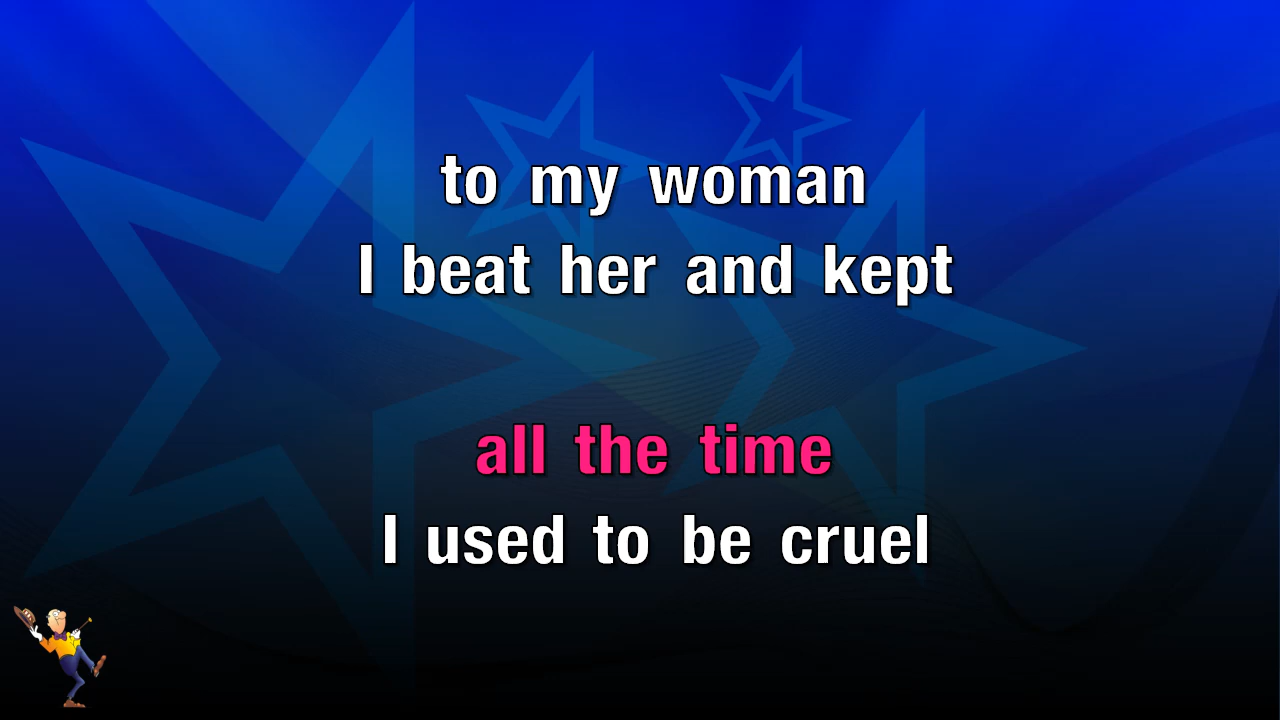 to my woman
I beat her and kept
all the time
I used to be cruel